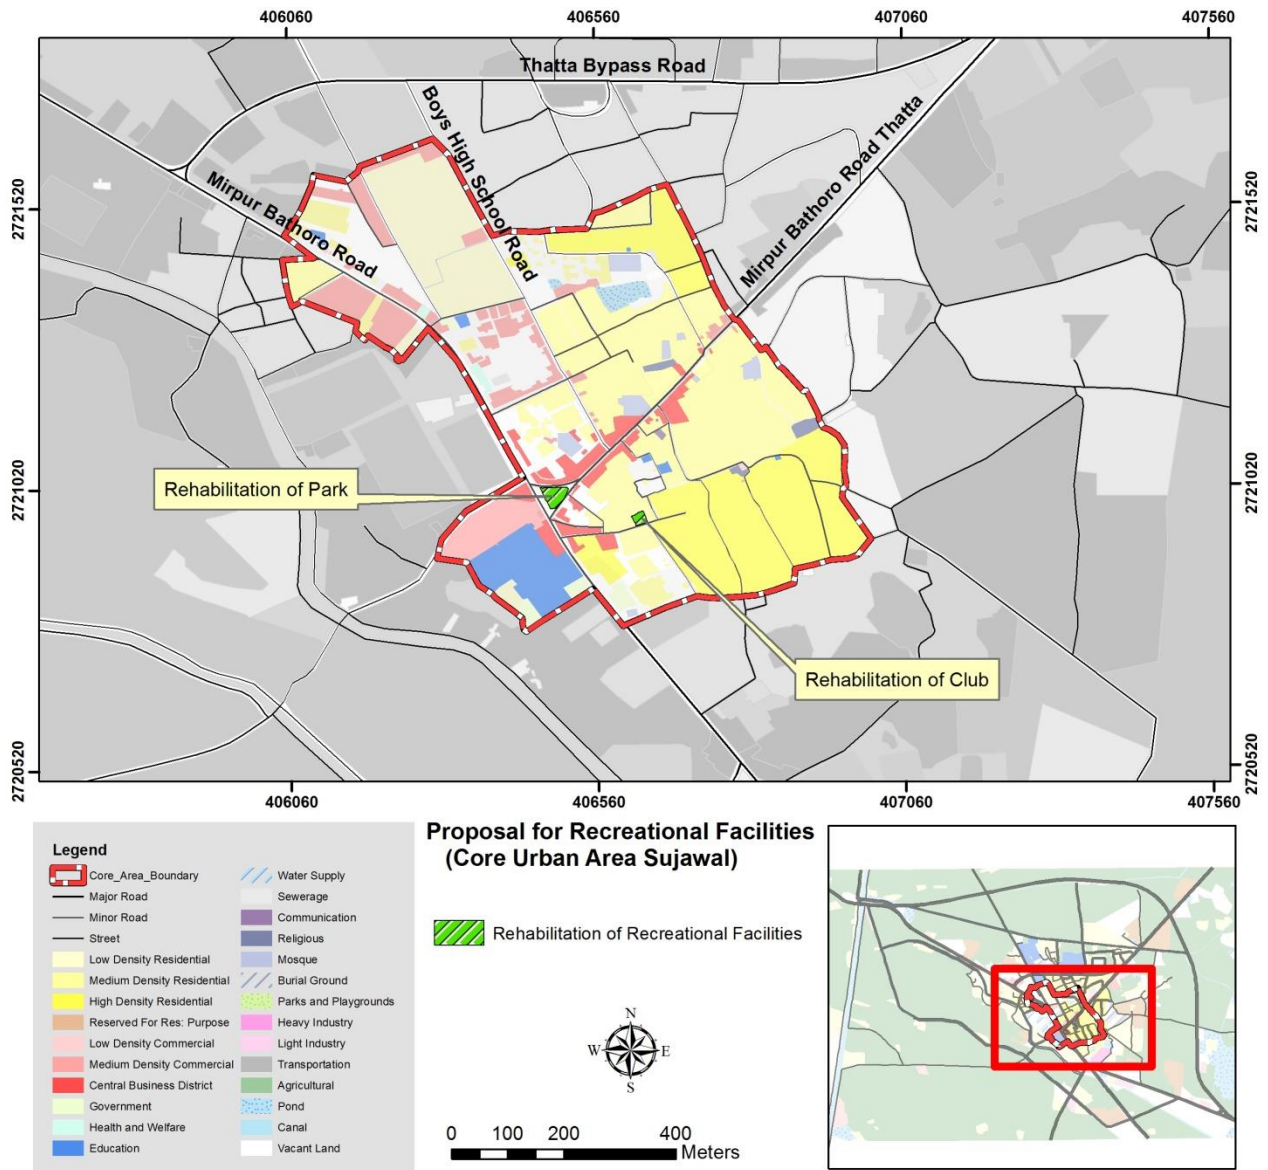 406060
406560
407060
407560
Thatta Bypass Road
Boys High School Road
Mirpur Bathoro Road Thatta
Mirpur Bathoro Road
2721520
2721520
2721020
2721020
Rehabilitation of Park
Rehabilitation of Club
2720520
2720520
406060
406560
407060
407560
Proposal for Recreational Facilities
(Core Urban Area Sujawal)
Legend
Core_Area_Boundary
Major Road
Minor Road
Street
Low Density Residential
Medium Density Residential
High Density Residential
Reserved For Res: Purpose
Low Density Commercial
Medium Density Commercial
Central Business District
Government
Health and Welfare
Education
Water Supply
Sewerage
Communication
Religious
Mosque
Burial Ground
Parks and Playgrounds
Heavy Industry
Light Industry
Transportation
Agricultural
Pond
Canal
Vacant Land
Rehabilitation of Recreational Facilities
N
W E
S
0 100 200 400
Meters